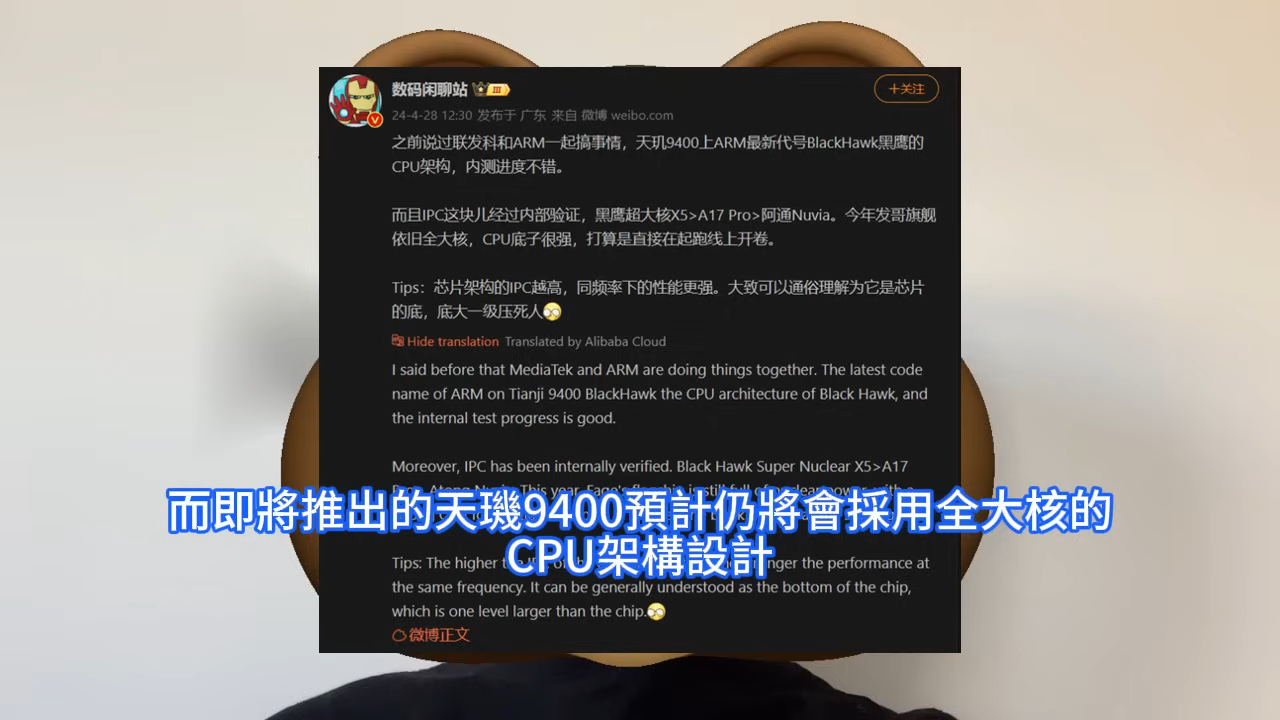 数码闲聊站
III
+关注
24-4-28 12:30 发布于 广东 来自 微博 weibo.com
之前说过联发科和ARM一起搞事情，天玑9400上ARM最新代号BlackHawk黑鹰的
CPU架构，内测进度不错。
而且IPC这块儿经过内部验证，黑鹰超大核X5>A17 Pro>阿通Nuvia。今年发哥旗舰
依旧全大核，CPU底子很强，打算是直接在起跑线上开卷。
Tips：芯片架构的IPC越高，同频率下的性能更强。大致可以通俗理解为它是芯片
的底，底大一级压死人
Hide translation Translated by Alibaba Cloud
I said before that MediaTek and ARM are doing things together. The latest code
name of ARM on Tianji 9400 BlackHawk the CPU architecture of Black Hawk, and
the internal test progress is good.
Moreover, IPC has been internally verified. Black Hawk Super Nuclear X5>A17
而即將推出的天璣9400預計仍將會採用全大核的
CPU架構設計
Tips: The higher the performance at
the same frequency. It can be generally understood as the bottom of the chip,
which is one level larger than the chip.
微博正文